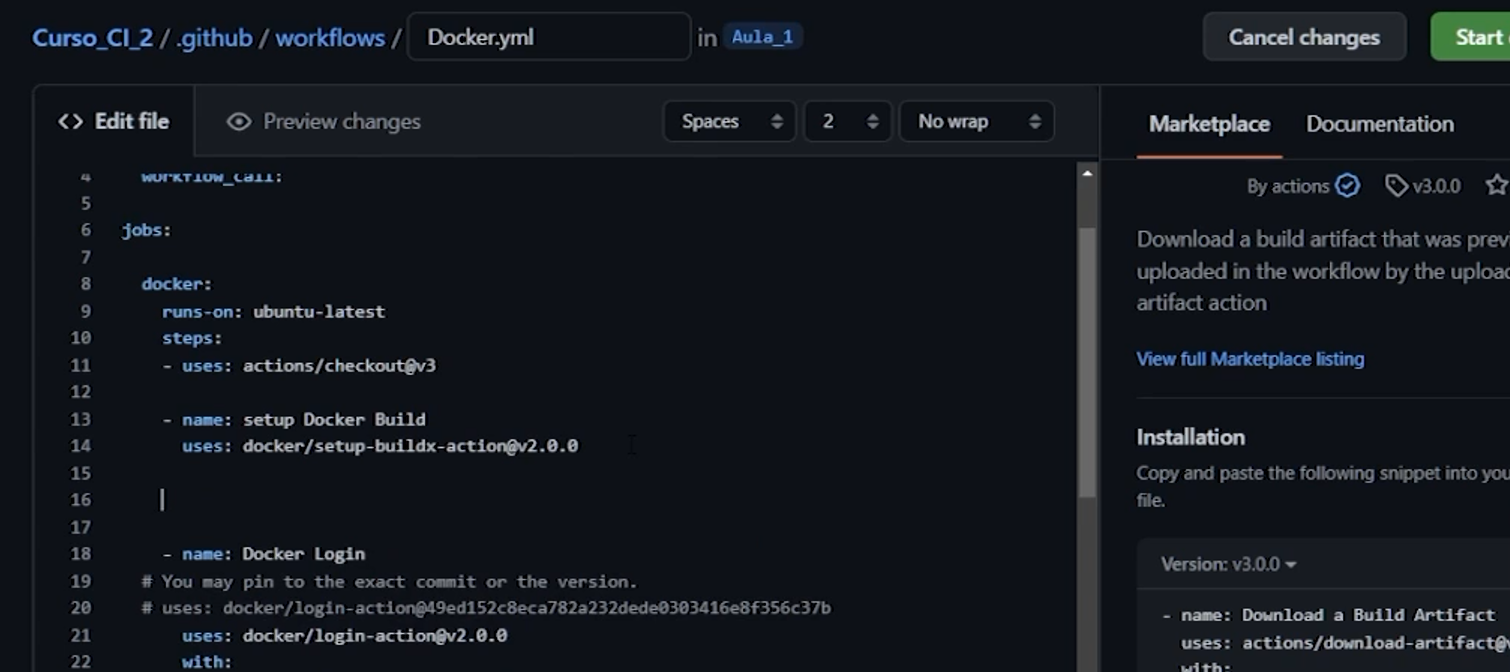 Curso_CI_2 / .github / workflows / Docker.yml in Aula_1
Cancel changes
Start
<> Edit file
Preview changes
Spaces
2
No wrap
Marketplace
Documentation
4 workflow_call:
5
6 jobs:
7
8 docker:
9 runs-on: ubuntu-latest
10 steps:
11 - uses: actions/checkout@v3
12
13 - name: setup Docker Build
14 uses: docker/setup-buildx-action@v2.0.0
15
16
17
18 - name: Docker Login
19 # You may pin to the exact commit or the version.
20 # uses: docker/login-action@49ed152c8eca782a232dede0303416e8f356c37b
21 uses: docker/login-action@v2.0.0
22 with:
By actions v3.0.0
Download a build artifact that was prev
uploaded in the workflow by the upload
artifact action
View full Marketplace listing
Installation
Copy and paste the following snippet into you
file.
Version: v3.0.0
- name: Download a Build Artifact
uses: actions/download-artifact@v
with: